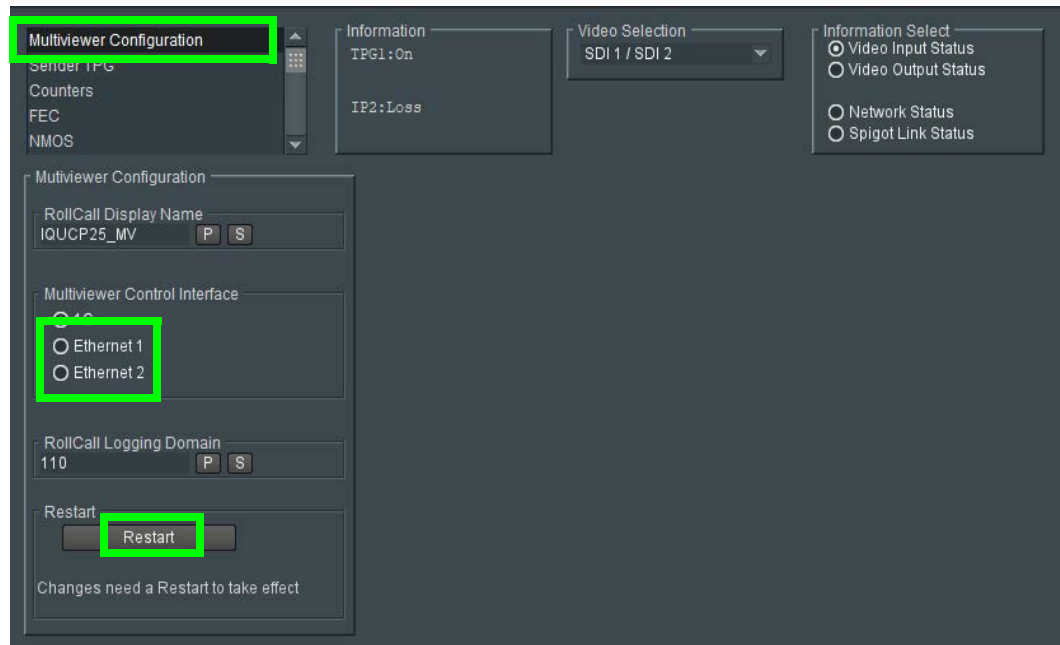 Multiviewer Configuration
Sender TPG
Counters
FEC
NMOS
Information
TPG1:On
IP2:Loss
Video Selection
SDI 1 / SDI 2
Information Select
Video Input Status
Video Output Status
Network Status
Spigot Link Status
Mutiviewer Configuration
RollCall Display Name
IQUCP25_MV P S
Multiviewer Control Interface
Ethernet 1
Ethernet 2
RollCall Logging Domain
110 P S
Restart
Restart
Changes need a Restart to take effect